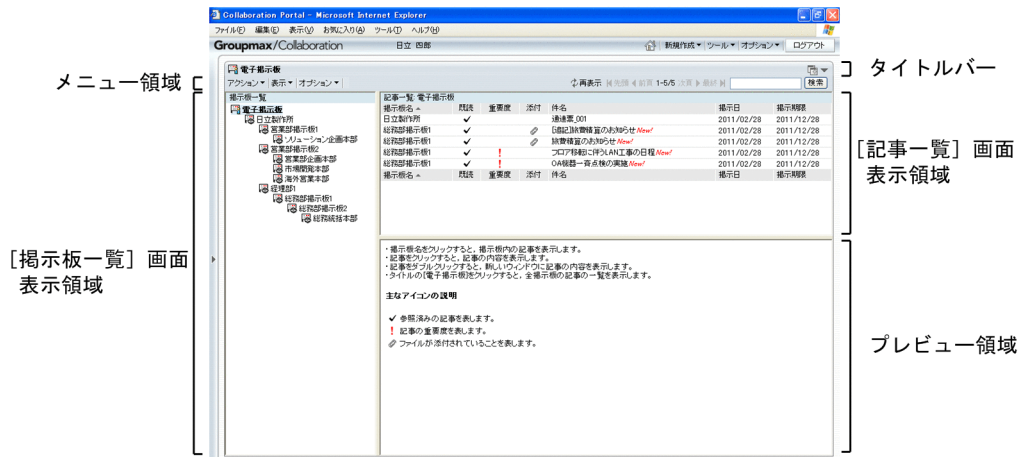 Collaboration Portal - Microsoft Internet Explorer
ファイル(F) 編集(E) 表示(V) お気に入り(A) ツール(T) ヘルプ(H)
Groupmax/Collaboration 日立 四郎 新規作成 ツール オプション ログアウト
電子掲示板
タイトルバー
メニュー領域
アクション 表示 オプション 再表示 先頭 前頁 1-5/5 次頁 最終 検索
掲示板一覧
電子掲示板
日立製作所
営業部掲示板1
ソリューション企画本部
営業部掲示板2
営業部企画本部
市場開発本部
海外営業本部
経理部1
総務部掲示板1
総務部掲示板2
総務統括本部
記事一覧:電子掲示板
掲示板名 既読 重要度 添付 件名 掲示日 掲示期限
日立製作所 ✓ 通達票_001 2011/02/28 2011/12/28
総務部掲示板1 ✓ [追記]旅費積算のお知らせ New! 2011/02/28 2011/12/28
総務部掲示板1 ✓ 旅費積算のお知らせ New! 2011/02/28 2011/12/28
総務部掲示板1 ✓ ! フロア移転に伴うLAN工事の日程 New! 2011/02/28 2011/12/28
総務部掲示板1 ✓ ! OA機器一斉点検の実施 New! 2011/02/28 2011/12/28
掲示板名 既読 重要度 添付 件名 掲示日 掲示期限
[記事一覧]画面
表示領域
[掲示板一覧]画面
表示領域
・掲示板名をクリックすると,掲示板内の記事を表示します。
・記事をクリックすると,記事の内容を表示します。
・記事をダブルクリックすると,新しいウィンドウに記事の内容を表示します。
・タイトルの[電子掲示板]をクリックすると,全掲示板の記事の一覧を表示します。
主なアイコンの説明
✓ 参照済みの記事を表します。
! 記事の重要度を表します。
ファイルが添付されていることを表します。
プレビュー領域